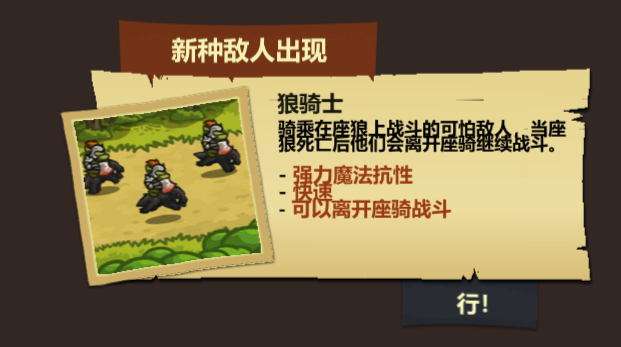 新种敌人出现
狼骑士
骑乘在座狼上战斗的可怕敌人，当座
狼死亡后他们会离开座骑继续战斗。
- 强力魔法抗性
- 快速
- 可以离开座骑战斗
行!